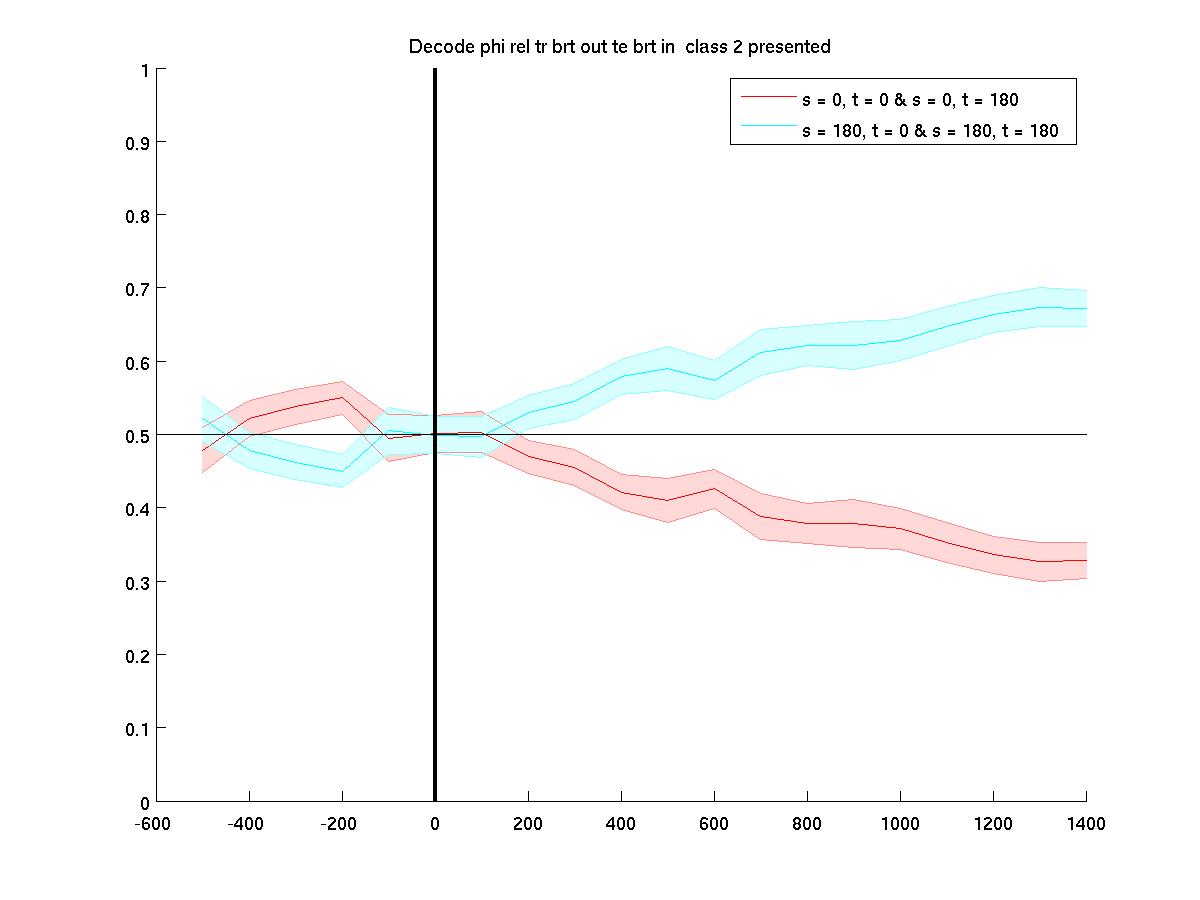 Decode phi rel tr brt out te brt in  class 2 presented
s = 0, t = 0 & s = 0, t = 180
s = 180, t = 0 & s = 180, t = 180
1
0.9
0.8
0.7
0.6
0.5
0.4
0.3
0.2
0.1
0
-600 -400 -200 0 200 400 600 800 1000 1200 1400